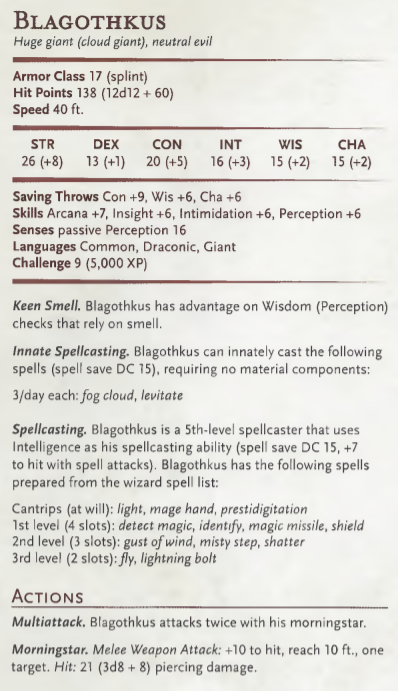 BLAGOTHKUS
Huge giant (cloud giant), neutral evil
Armor Class 17 (splint)
Hit Points 138 (12d12 + 60)
Speed 40 ft.
STR DEX CON INT WIS CHA
26 (+8) 13 (+1) 20 (+5) 16 (+3) 15 (+2) 15 (+2)
Saving Throws Con +9, Wis +6, Cha +6
Skills Arcana +7, Insight +6, Intimidation +6, Perception +6
Senses passive Perception 16
Languages Common, Draconic, Giant
Challenge 9 (5,000 XP)
Keen Smell. Blagothkus has advantage on Wisdom (Perception)
checks that rely on smell.
Innate Spellcasting. Blagothkus can innately cast the following
spells (spell save DC 15), requiring no material components:
3/day each: fog cloud, levitate
Spellcasting. Blagothkus is a 5th-level spellcaster that uses
Intelligence as his spellcasting ability (spell save DC 15, +7
to hit with spell attacks). Blagothkus has the following spells
prepared from the wizard spell list:
Cantrips (at will): light, mage hand, prestidigitation
1st level (4 slots): detect magic, identify, magic missile, shield
2nd level (3 slots): gust of wind, misty step, shatter
3rd level (2 slots): fly, lightning bolt
ACTIONS
Multiattack. Blagothkus attacks twice with his morningstar.
Morningstar. Melee Weapon Attack: +10 to hit, reach 10 ft., one
target. Hit: 21 (3d8 + 8) piercing damage.